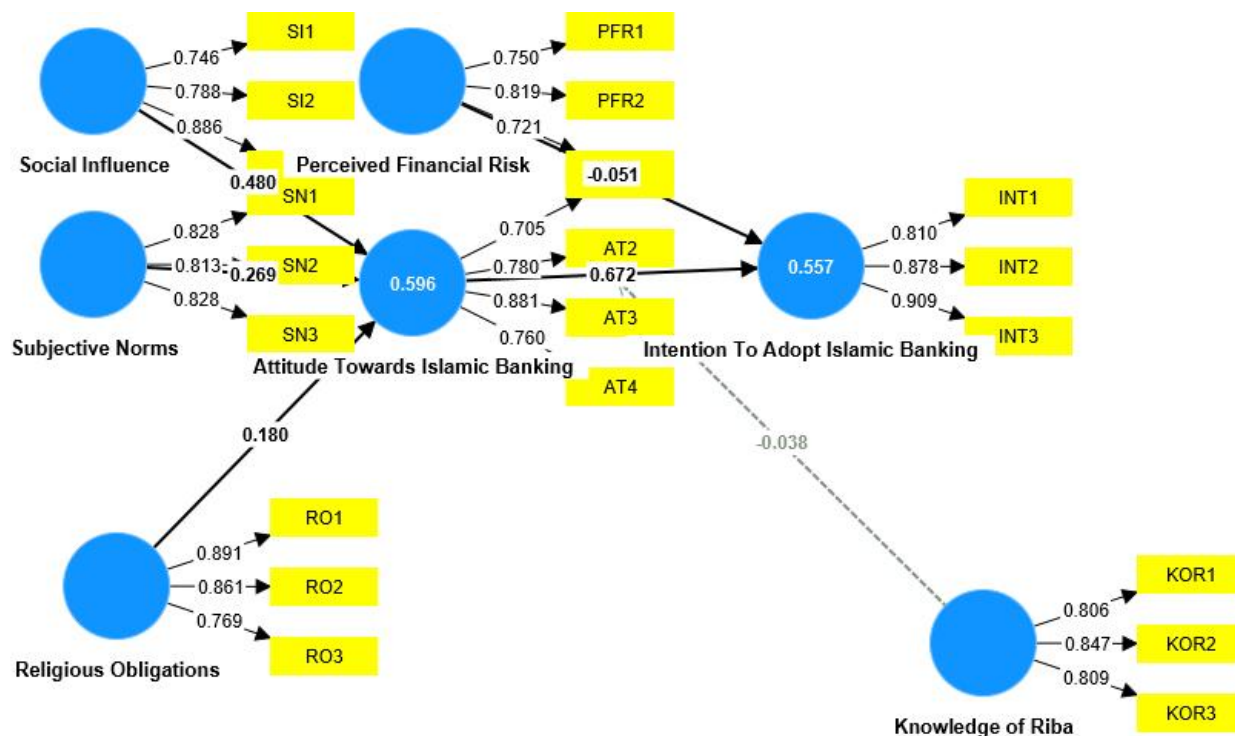 SI1
0.746
0.788
SI2
0.886
Social Influence
0.480
PFR1
0.750
0.819
PFR2
0.721
Perceived Financial Risk
-0.051
SN1
0.828
0.813
SN2
0.269
0.828
SN3
Subjective Norms
0.596
Attitude Towards Islamic Banking
0.705
AT2
0.780
0.672
0.881
AT3
0.760
AT4
0.557
Intention To Adopt Islamic Banking
INT1
0.810
0.878
INT2
0.909
INT3
0.180
-0.038
RO1
0.891
0.861
RO2
0.769
RO3
Religious Obligations
KOR1
0.806
0.847
KOR2
0.809
KOR3
Knowledge of Riba